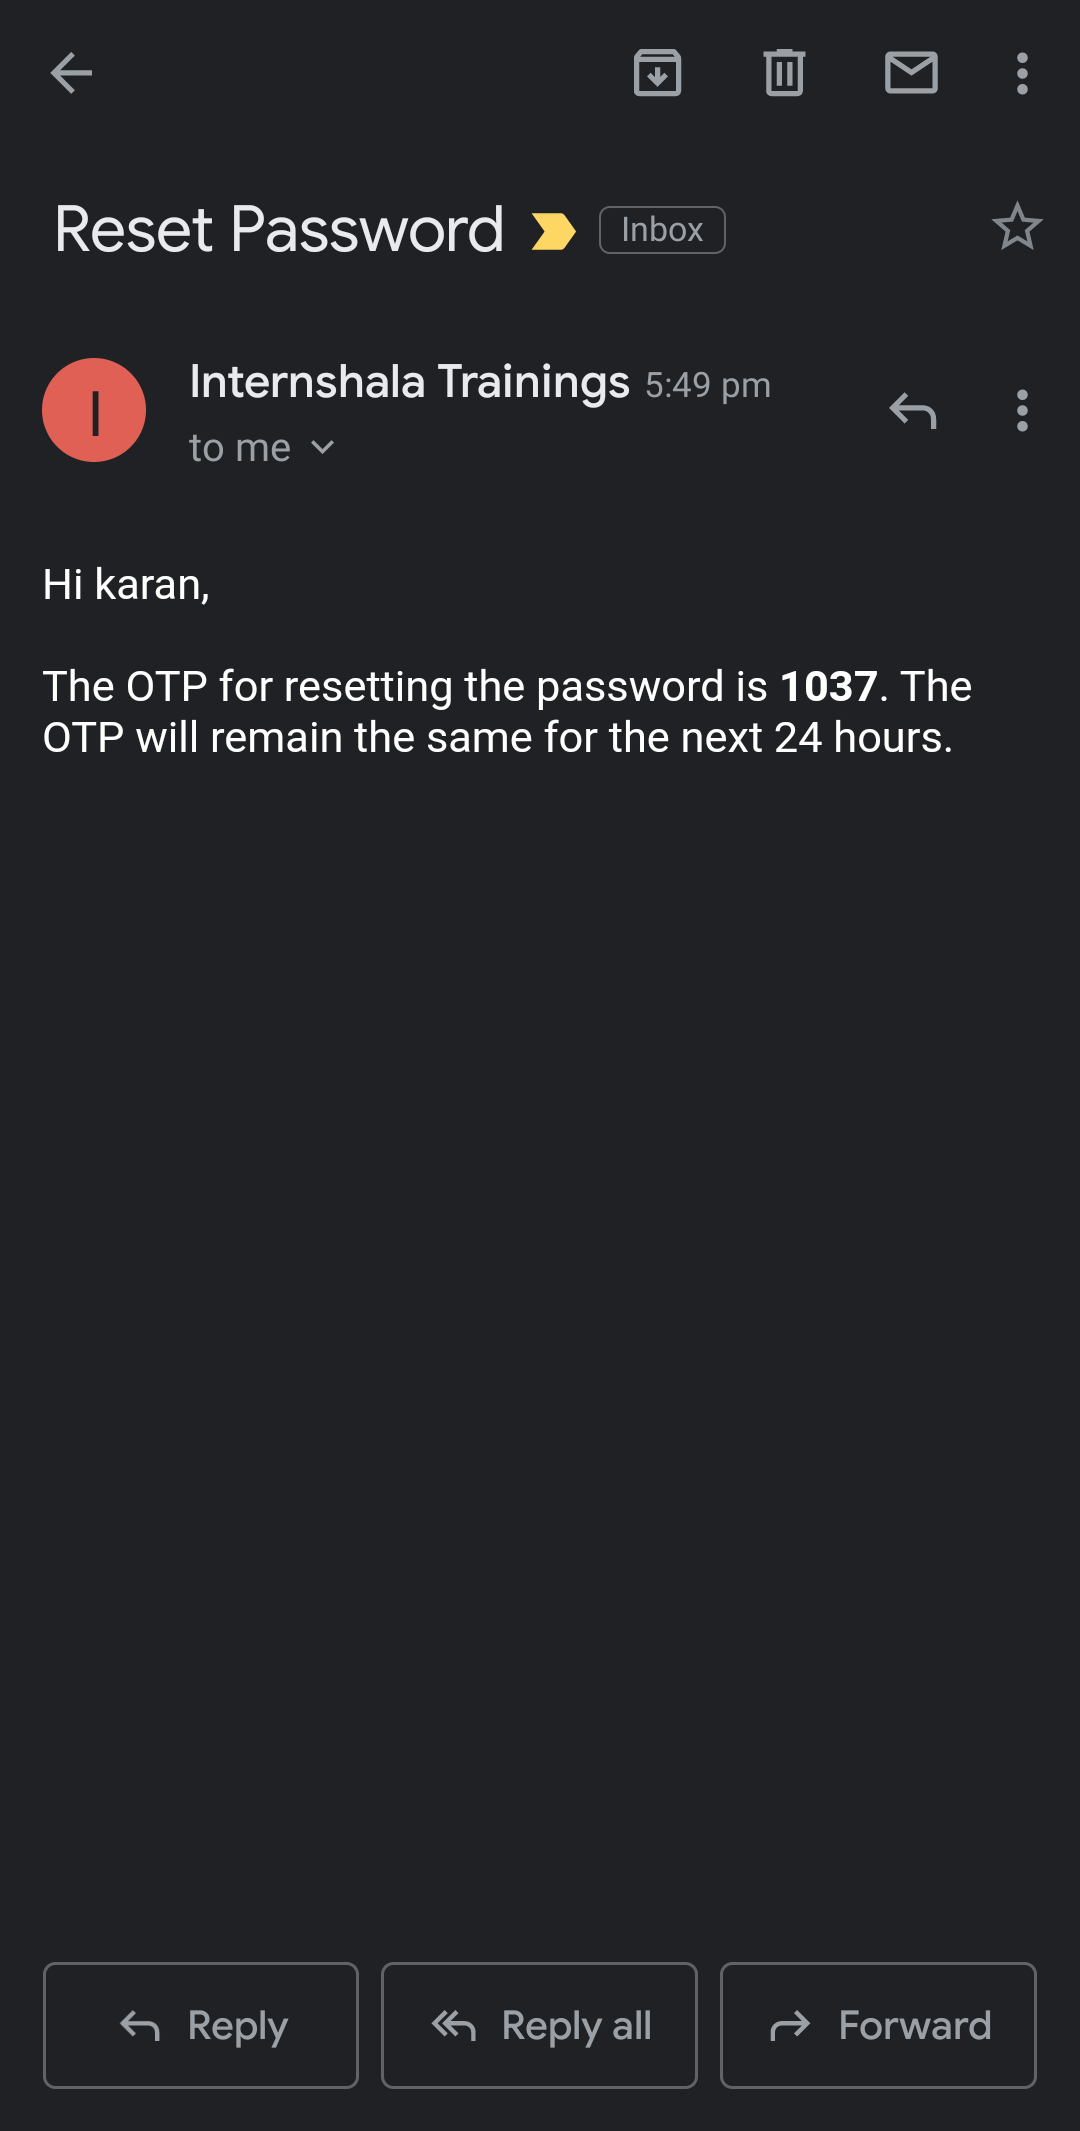 Reset Password Inbox
I
Internshala Trainings 5:49 pm
to me
Hi karan,
The OTP for resetting the password is 1037. The
OTP will remain the same for the next 24 hours.
Reply Reply all Forward